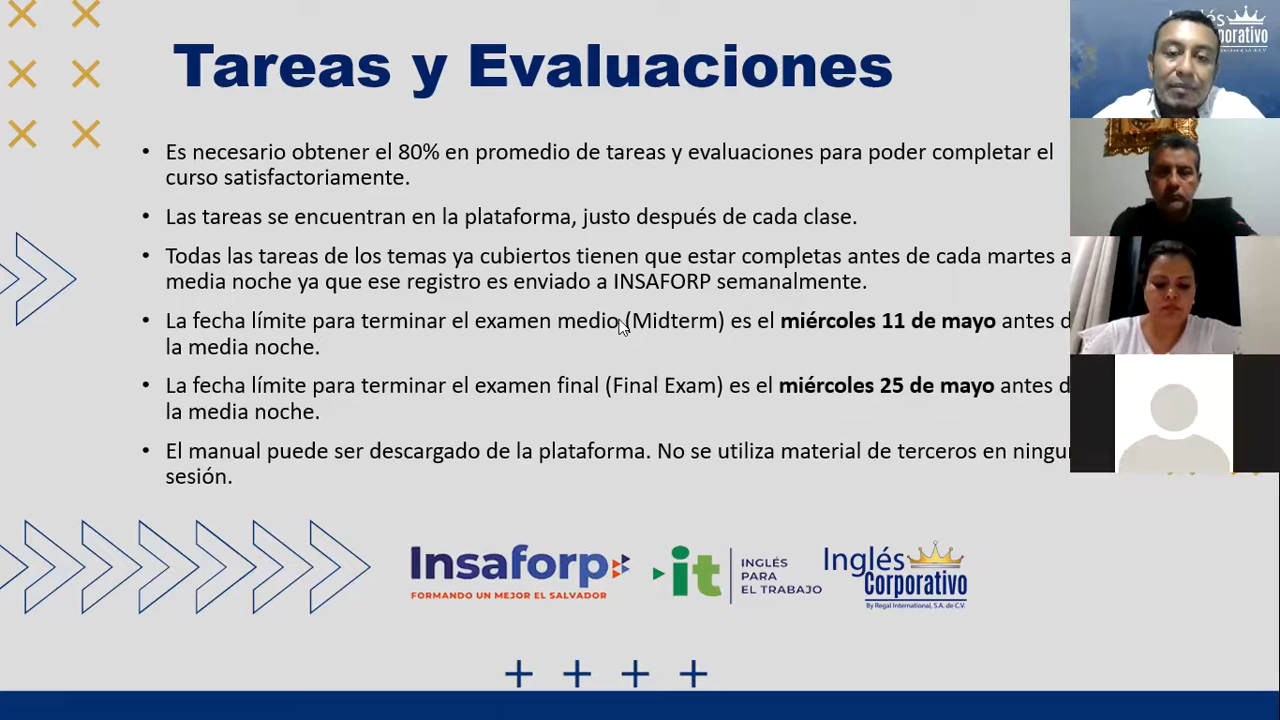 Tareas y Evaluaciones
• Es necesario obtener el 80% en promedio de tareas y evaluaciones para poder completar el
curso satisfactoriamente.
• Las tareas se encuentran en la plataforma, justo después de cada clase.
• Todas las tareas de los temas ya cubiertos tienen que estar completas antes de cada martes a
media noche ya que ese registro es enviado a INSAFORP semanalmente.
• La fecha límite para terminar el examen medio (Midterm) es el miércoles 11 de mayo antes
la media noche.
• La fecha límite para terminar el examen final (Final Exam) es el miércoles 25 de mayo antes
la media noche.
• El manual puede ser descargado de la plataforma. No se utiliza material de terceros en
sesión.
Insaforp
FORMANDO UN MEJOR EL SALVADOR
it
INGLÉS
PARA
EL TRABAJO
Inglés
Corporativo
By Regal International, S.A. de C.V.